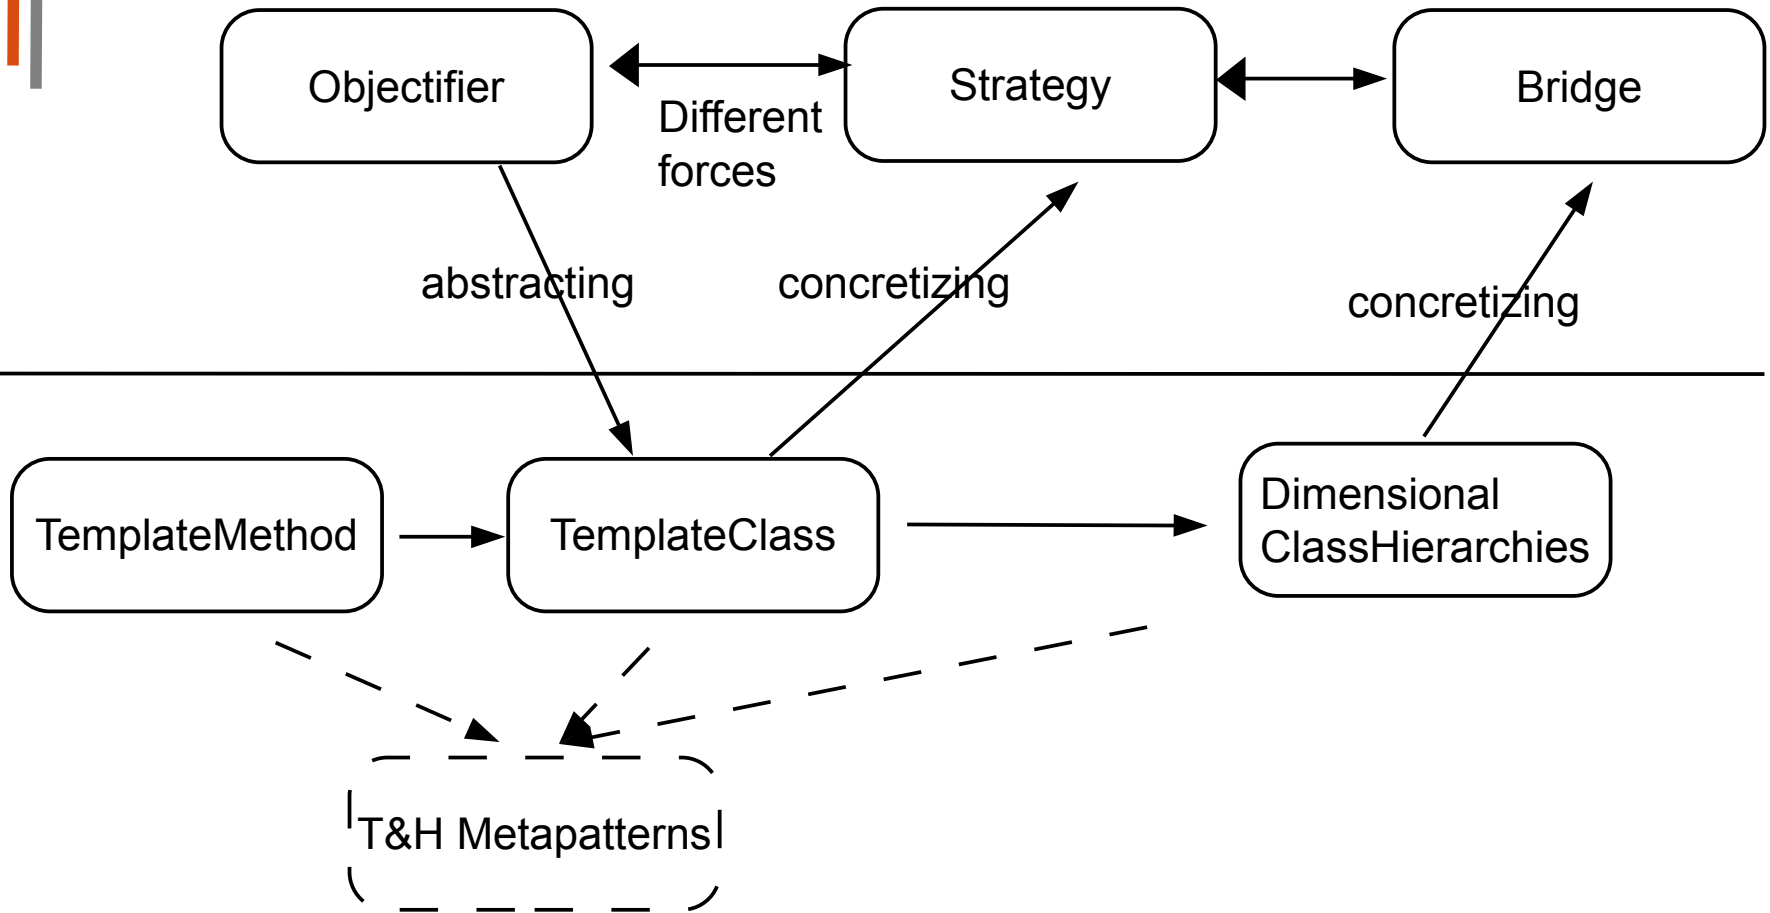 Objectifier
Strategy
Bridge
Different
forces
abstracting
concretizing
concretizing
TemplateMethod
TemplateClass
Dimensional
ClassHierarchies
T&H Metapatterns